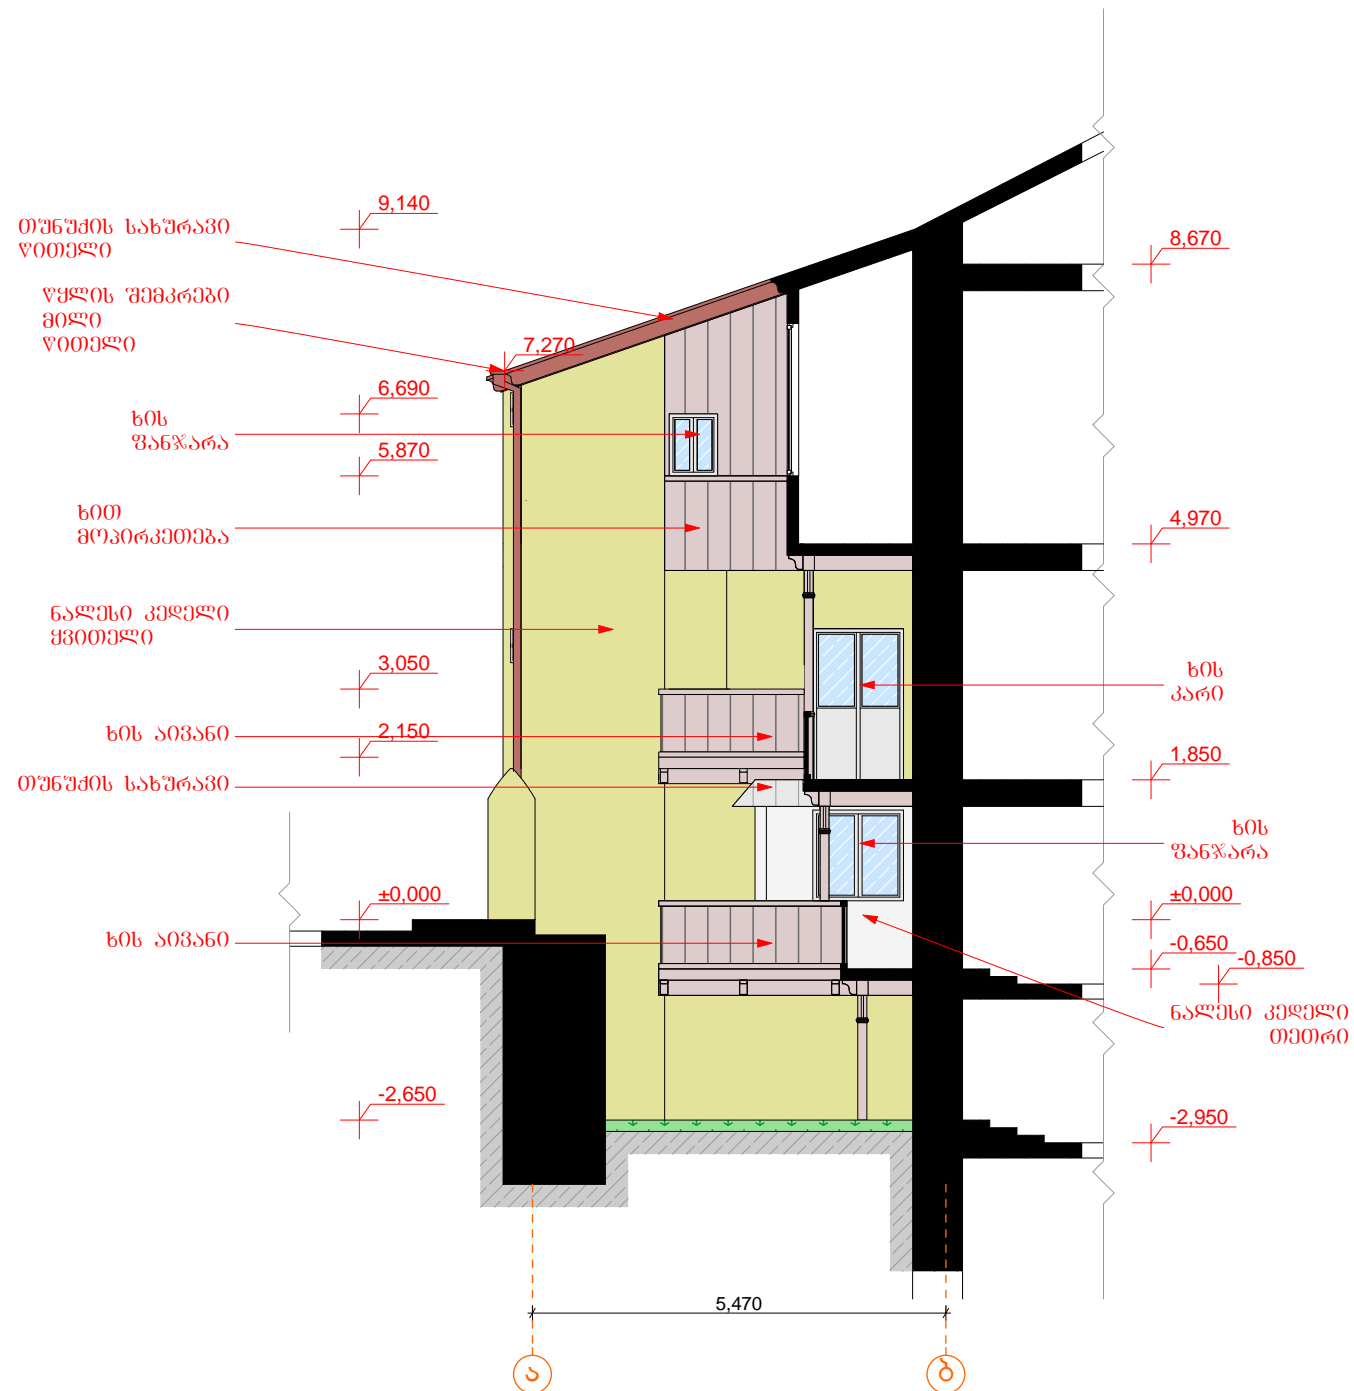 9,140
8,670
თუნუქის სახურავი
წითელი
წყლის შემკრები
მილი
წითელი
7,270
6,690
ხის
ფანჯარა
5,870
ხით
მოპირკეთება
4,970
ნალესი კედელი
ყვითელი
3,050
ხის
კარი
ხის აივანი
2,150
1,850
თუნუქის სახურავი
ხის
ფანჯარა
±0,000
±0,000
ხის აივანი
-0,650
-0,850
ნალესი კედელი
თეთრი
-2,650
-2,950
5,470
ა
ბ